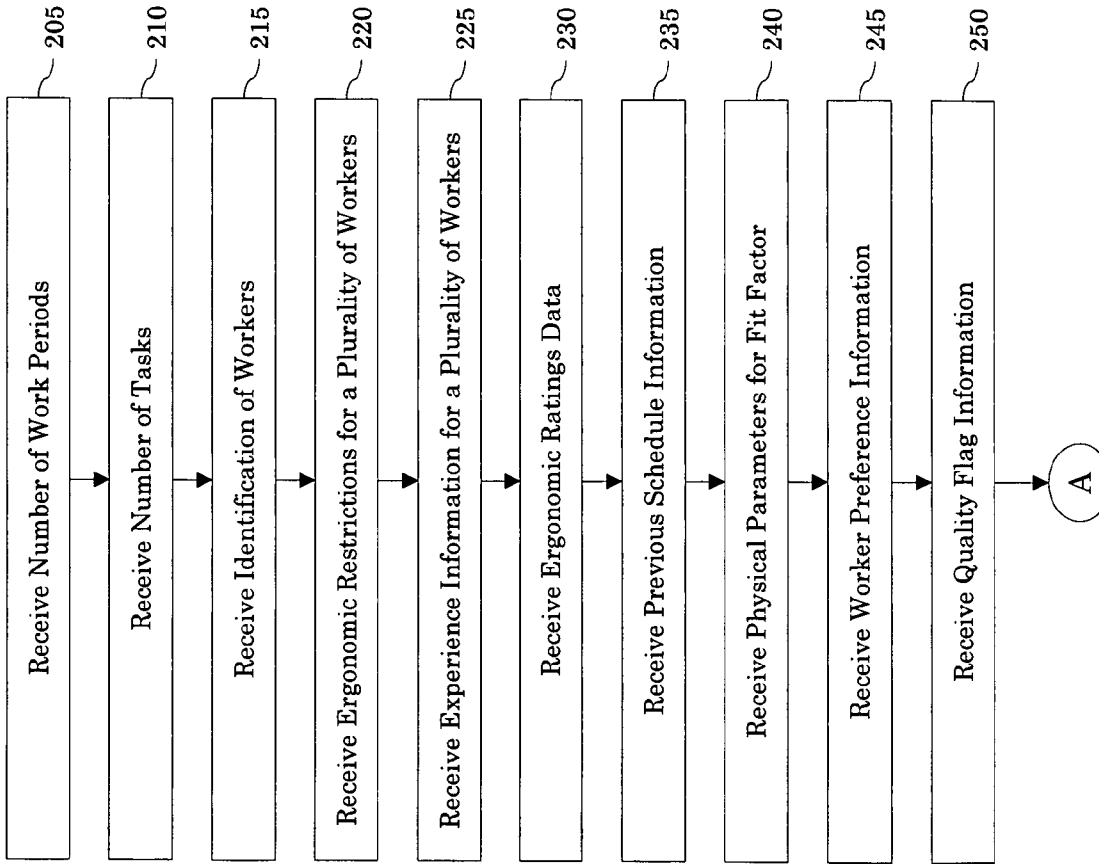 Receive Number of Work Periods
205
Receive Number of Tasks
210
Receive Identification of Workers
215
Receive Ergonomic Restrictions for a Plurality of Workers
220
Receive Experience Information for a Plurality of Workers
225
Receive Ergonomic Ratings Data
230
Receive Previous Schedule Information
235
Receive Physical Parameters for Fit Factor
240
Receive Worker Preference Information
245
Receive Quality Flag Information
250
A